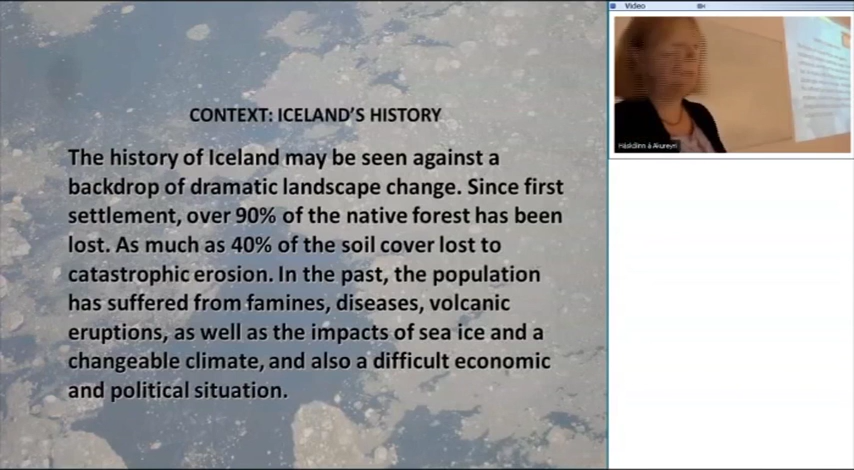 CONTEXT: ICELAND'S HISTORY
The history of Iceland may be seen against a
backdrop of dramatic landscape change. Since first
settlement, over 90% of the native forest has been
lost. As much as 40% of the soil cover lost to
catastrophic erosion. In the past, the population
has suffered from famines, diseases, volcanic
eruptions, as well as the impacts of sea ice and a
changeable climate, and also a difficult economic
and political situation.
Video
Háskólinn á Akureyri